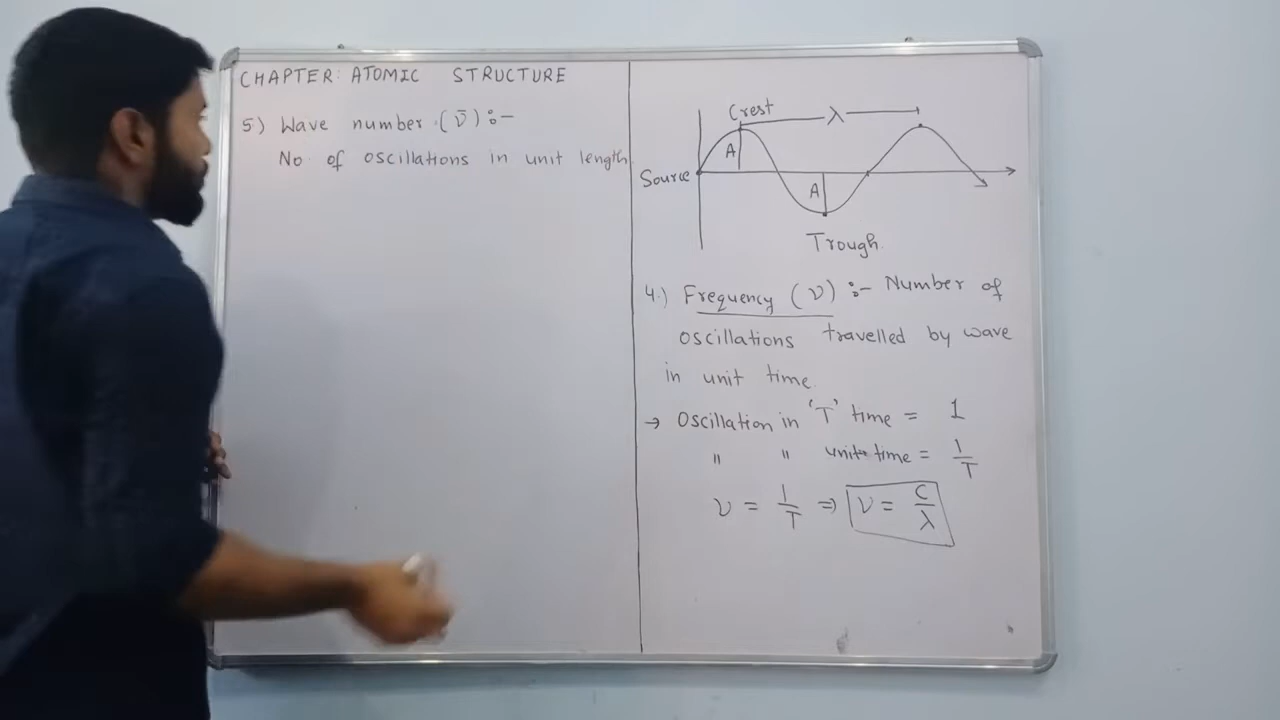 CHAPTER: ATOMIC STRUCTURE
5) Wave number (ν̄) :-
No. of oscillations in unit length
Crest
λ
A
Source
A
Trough.
4.) Frequency (ν) :- Number of
oscillations travelled by wave
in unit time.
→ Oscillation in 'T' time = 1
" " unit time = 1/T
ν = 1/T ⇒ ν = C/λ